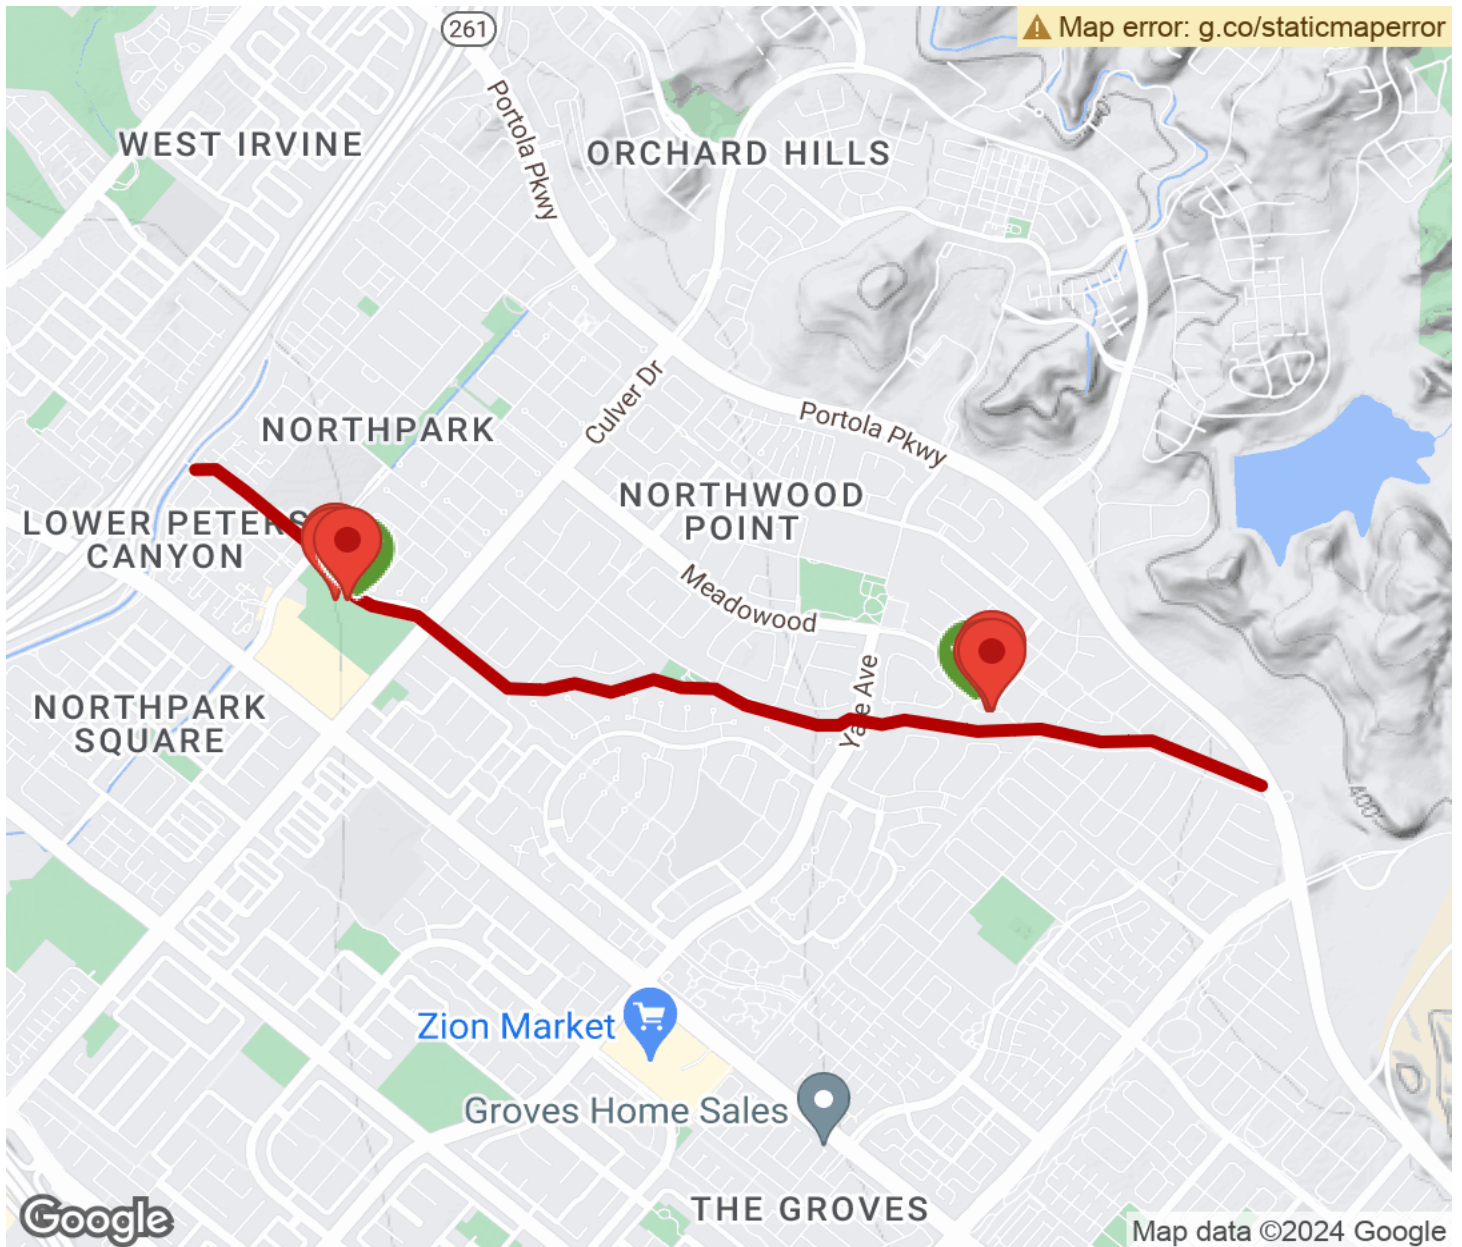 261
Map error: g.co/staticmaperror
Portola Pkwy
WEST IRVINE
ORCHARD HILLS
Culver Dr
NORTHPARK
Portola Pkwy
NORTHWOOD
POINT
LOWER PETERS
CANYON
Meadowood
Yale Ave
NORTHPARK
SQUARE
400
Zion Market
Groves Home Sales
THE GROVES
Google
Map data ©2024 Google